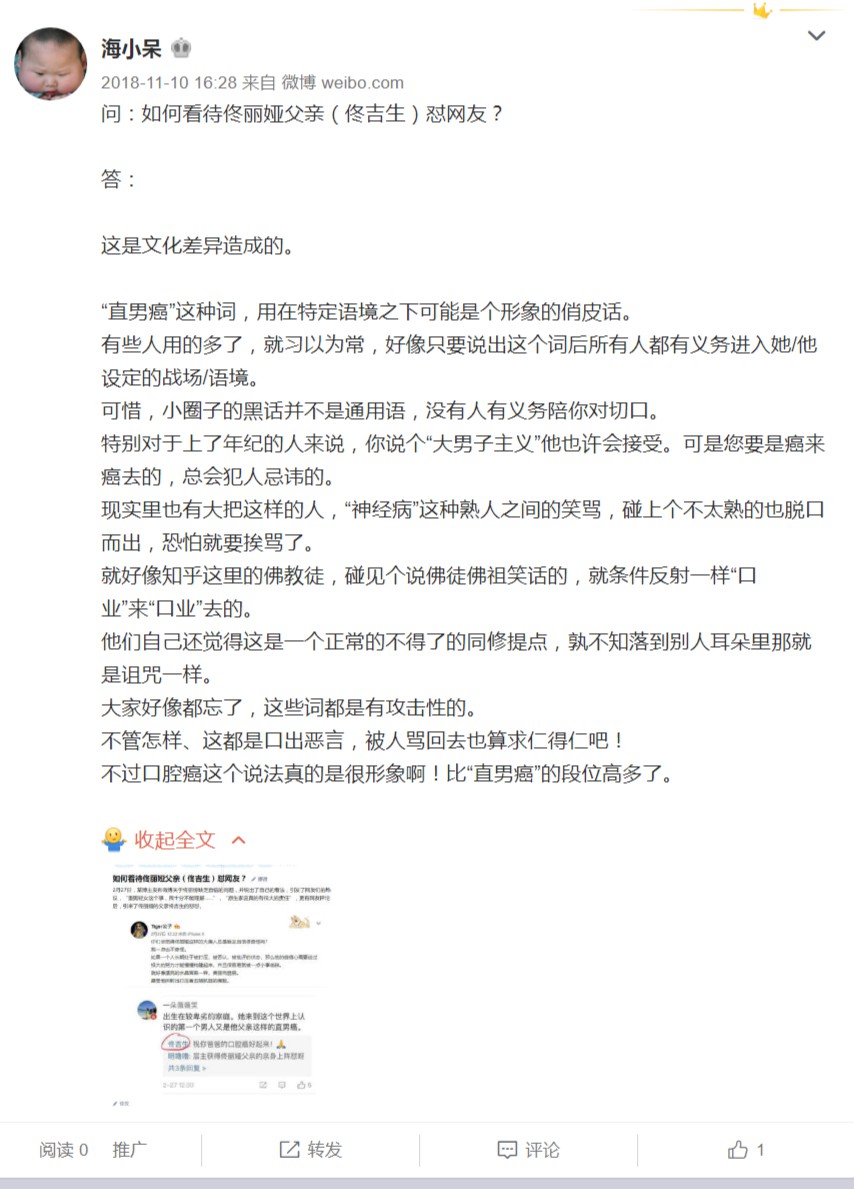 海小呆
2018-11-10 16:28 来自 微博 weibo.com
问：如何看待佟丽娅父亲（佟吉生）怼网友？
答：
这是文化差异造成的。
“直男癌”这种词，用在特定语境之下可能是个形象的俏皮话。
有些人用的多了，就习以为常，好像只要说出这个词后所有人都有义务进入她/他
设定的战场/语境。
可惜，小圈子的黑话并不是通用语，没有人有义务陪你对切口。
特别对于上了年纪的人来说，你说个“大男子主义”他也许会接受。可是您要是癌来
癌去的，总会犯人忌讳的。
现实里也有大把这样的人，“神经病”这种熟人之间的笑骂，碰上个不太熟的也脱口
而出，恐怕就要挨骂了。
就好像知乎这里的佛教徒，碰见个说佛徒佛祖笑话的，就条件反射一样“口
业”来“口业”去的。
他们自己还觉得这是一个正常的不得了的同修提点，孰不知落到别人耳朵里那就
是诅咒一样。
大家好像都忘了，这些词都是有攻击性的。
不管怎样、这都是口出恶言，被人骂回去也算求仁得仁吧！
不过口腔癌这个说法真的是很形象啊！比“直男癌”的段位高多了。
收起全文
如何看待佟丽娅父亲（佟吉生）怼网友？
一朵薇薇笑
出生在较卑劣的家庭。她来到这个世界上认
识的第一个男人又是他父亲这样的直男癌。
佟吉生: 祝你爸爸的口腔癌好起来！
共3条回复 >
2-27 12:30
阅读 0 推广 转发 评论 1